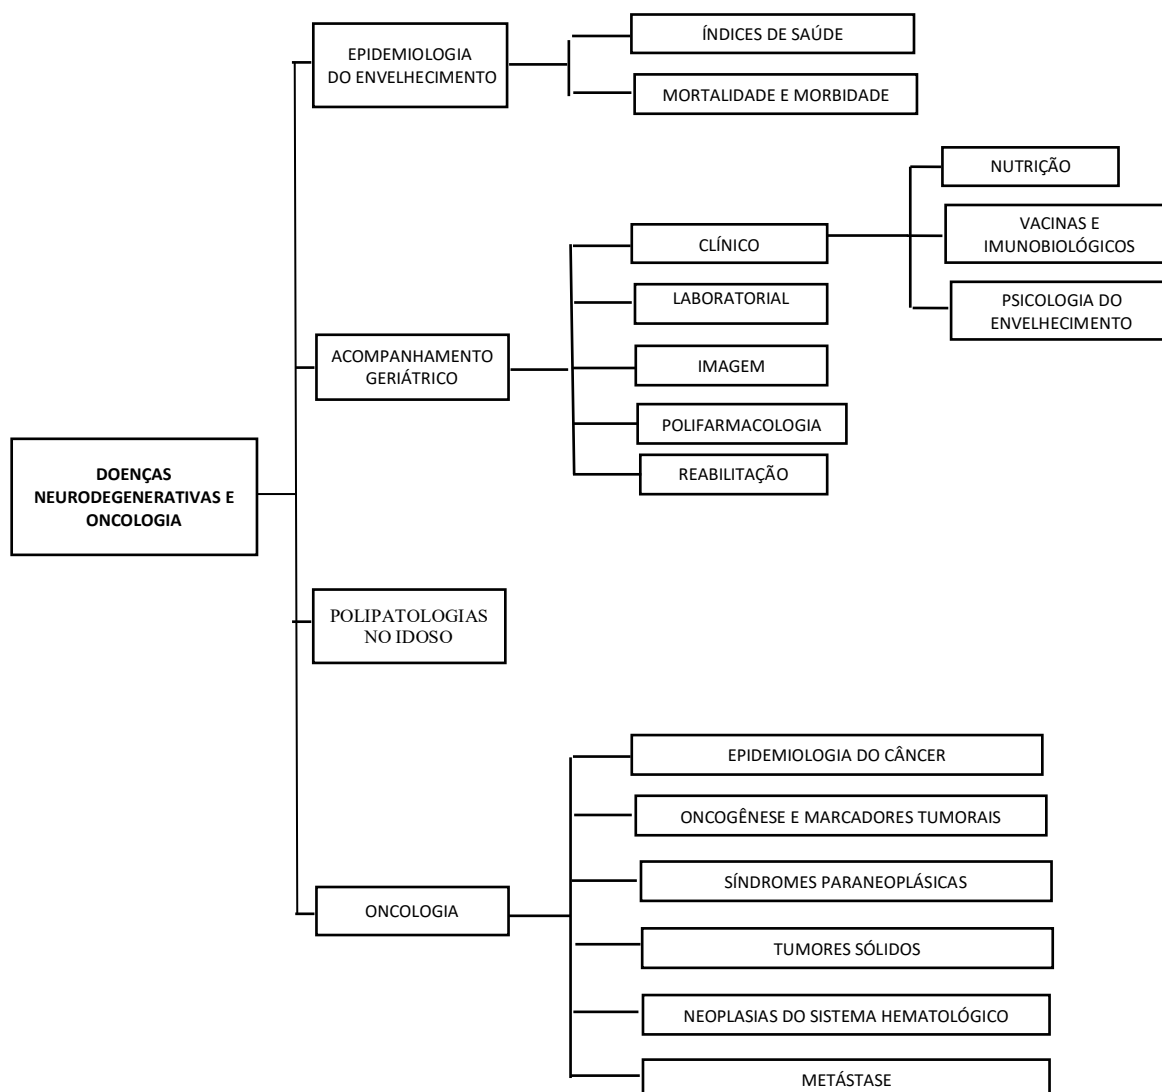 EPIDEMIOLOGIA
DO ENVELHECIMENTO
ÍNDICES DE SAÚDE
MORTALIDADE E MORBIDADE
NUTRIÇÃO
VACINAS E
IMUNOBIOLÓGICOS
PSICOLOGIA DO
ENVELHECIMENTO
CLÍNICO
LABORATORIAL
IMAGEM
POLIFARMACOLOGIA
REABILITAÇÃO
ACOMPANHAMENTO
GERIÁTRICO
DOENÇAS
NEURODEGENERATIVAS E
ONCOLOGIA
POLIPATOLOGIAS
NO IDOSO
ONCOLOGIA
EPIDEMIOLOGIA DO CÂNCER
ONCOGÊNESE E MARCADORES TUMORAIS
SÍNDROMES PARANEOPLÁSICAS
TUMORES SÓLIDOS
NEOPLASIAS DO SISTEMA HEMATOLÓGICO
METÁSTASE